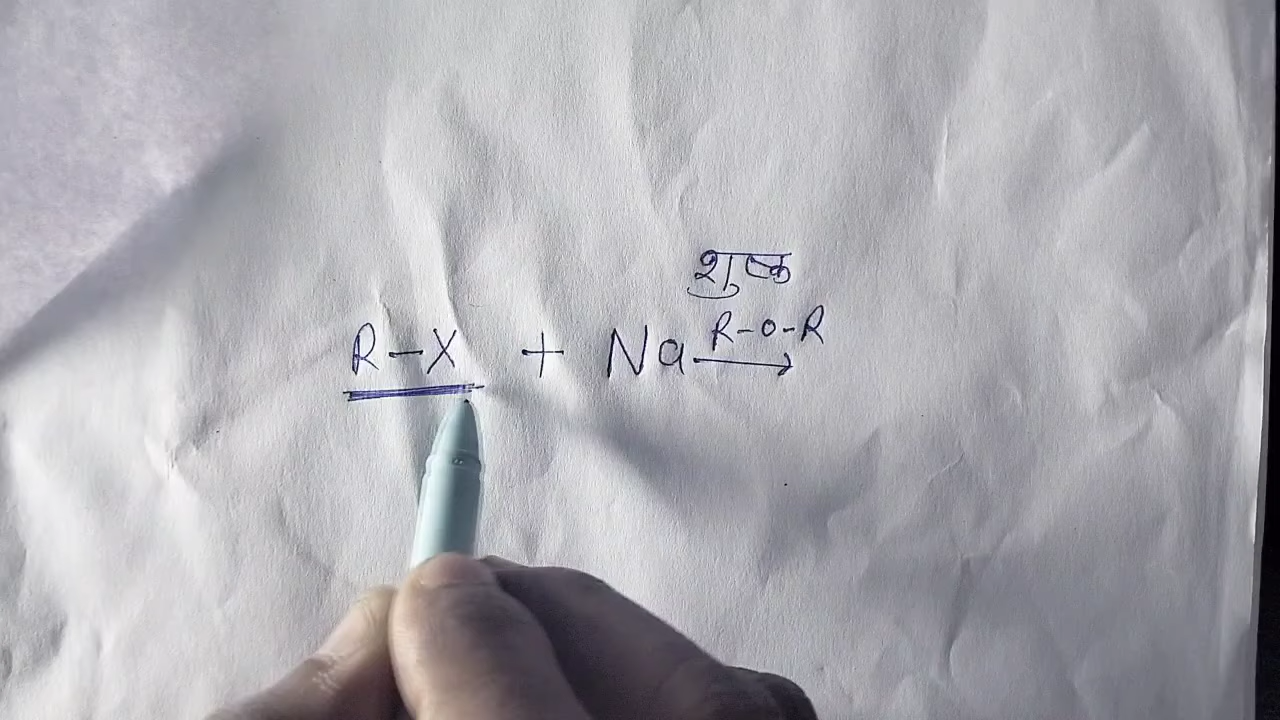 शुष्क
R-O-R
R-X + Na →